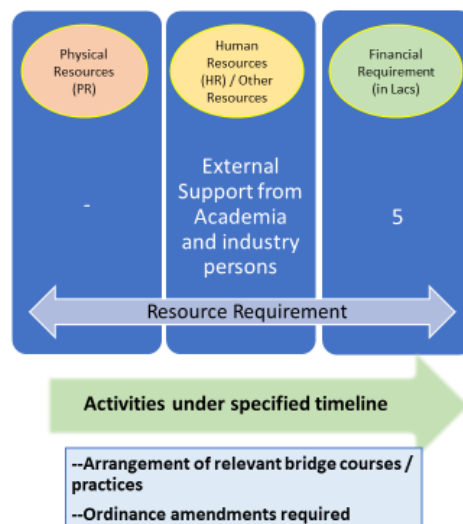 Physical
Resources
(PR)
Human
Resources
(HR) / Other
Resources
Financial
Requirement
(in Lacs)
-
External
Support from
Academia
and industry
persons
5
Resource Requirement
Activities under specified timeline
--Arrangement of relevant bridge courses /
practices
--Ordinance amendments required